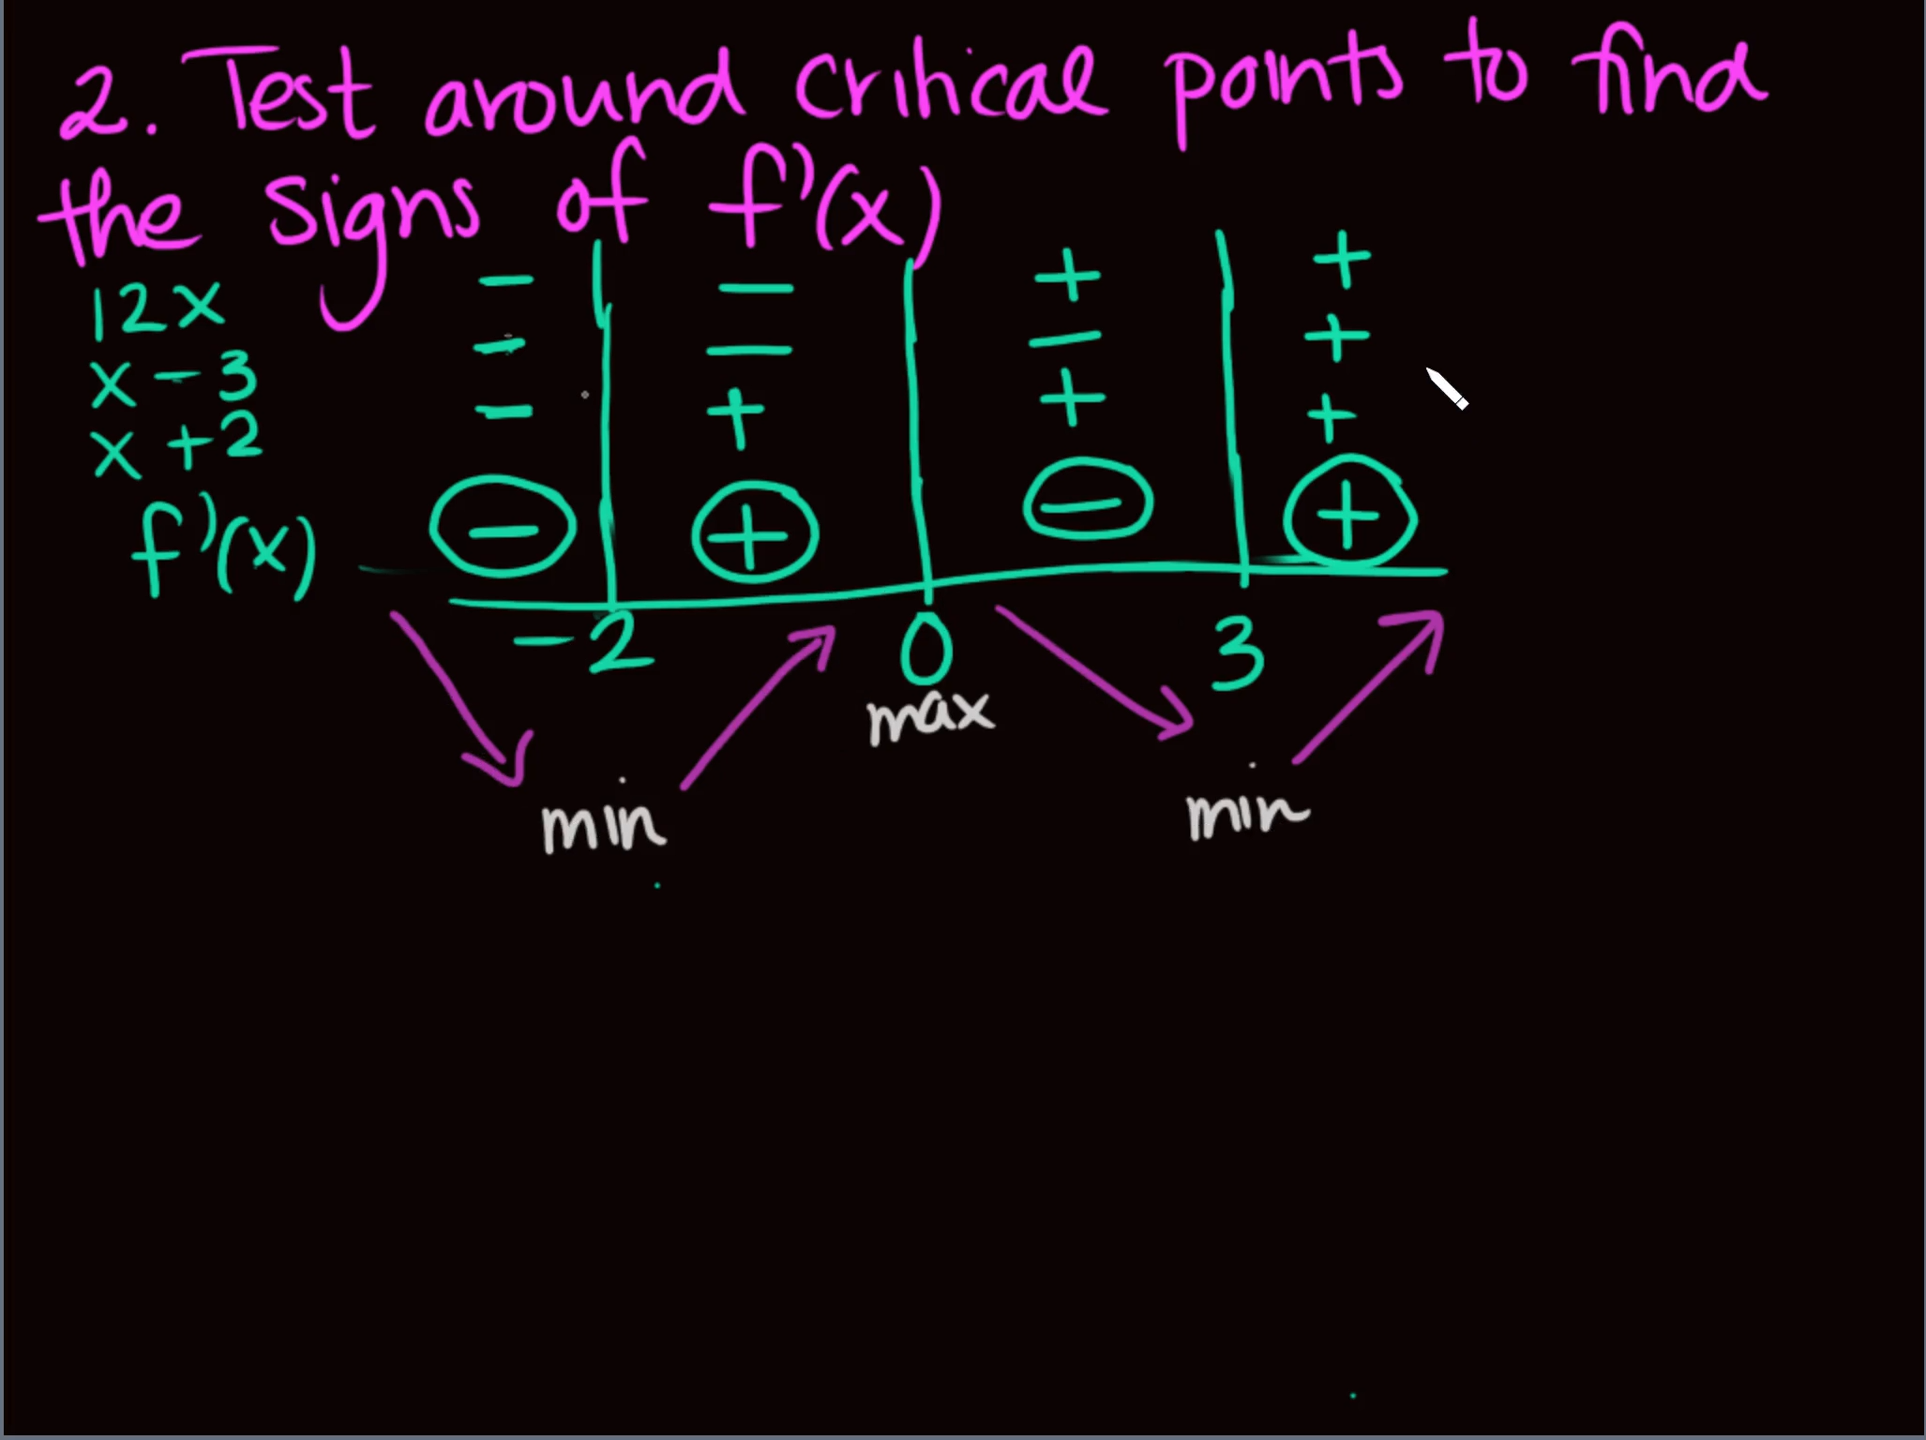 2. Test around critical points to find
the signs of f'(x)
12x − − + +
x − 3 − − − +
x + 2 − + + +
f'(x) − + − +
−2 0 3
max
min min